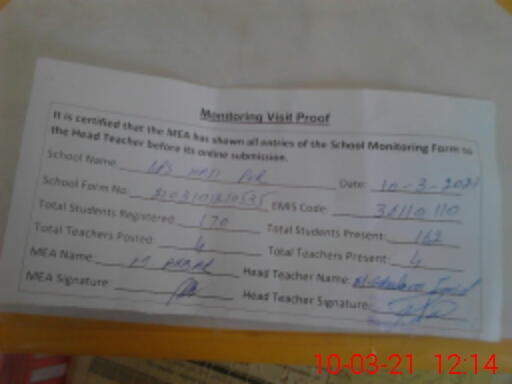 Monitoring Visit Proof
It is certified that the MEA has shown all entries of the School Monitoring Form to
the Head Teacher before its online submission.
School Name: Date: 10-3-2021
School Form No: EMIS Code:
Total Students Registered: 170 Total Students Present: 162
Total Teachers Posted: 4 Total Teachers Present: 4
MEA Name: Head Teacher Name:
MEA Signature: Head Teacher Signature:
10-03-21 12:14